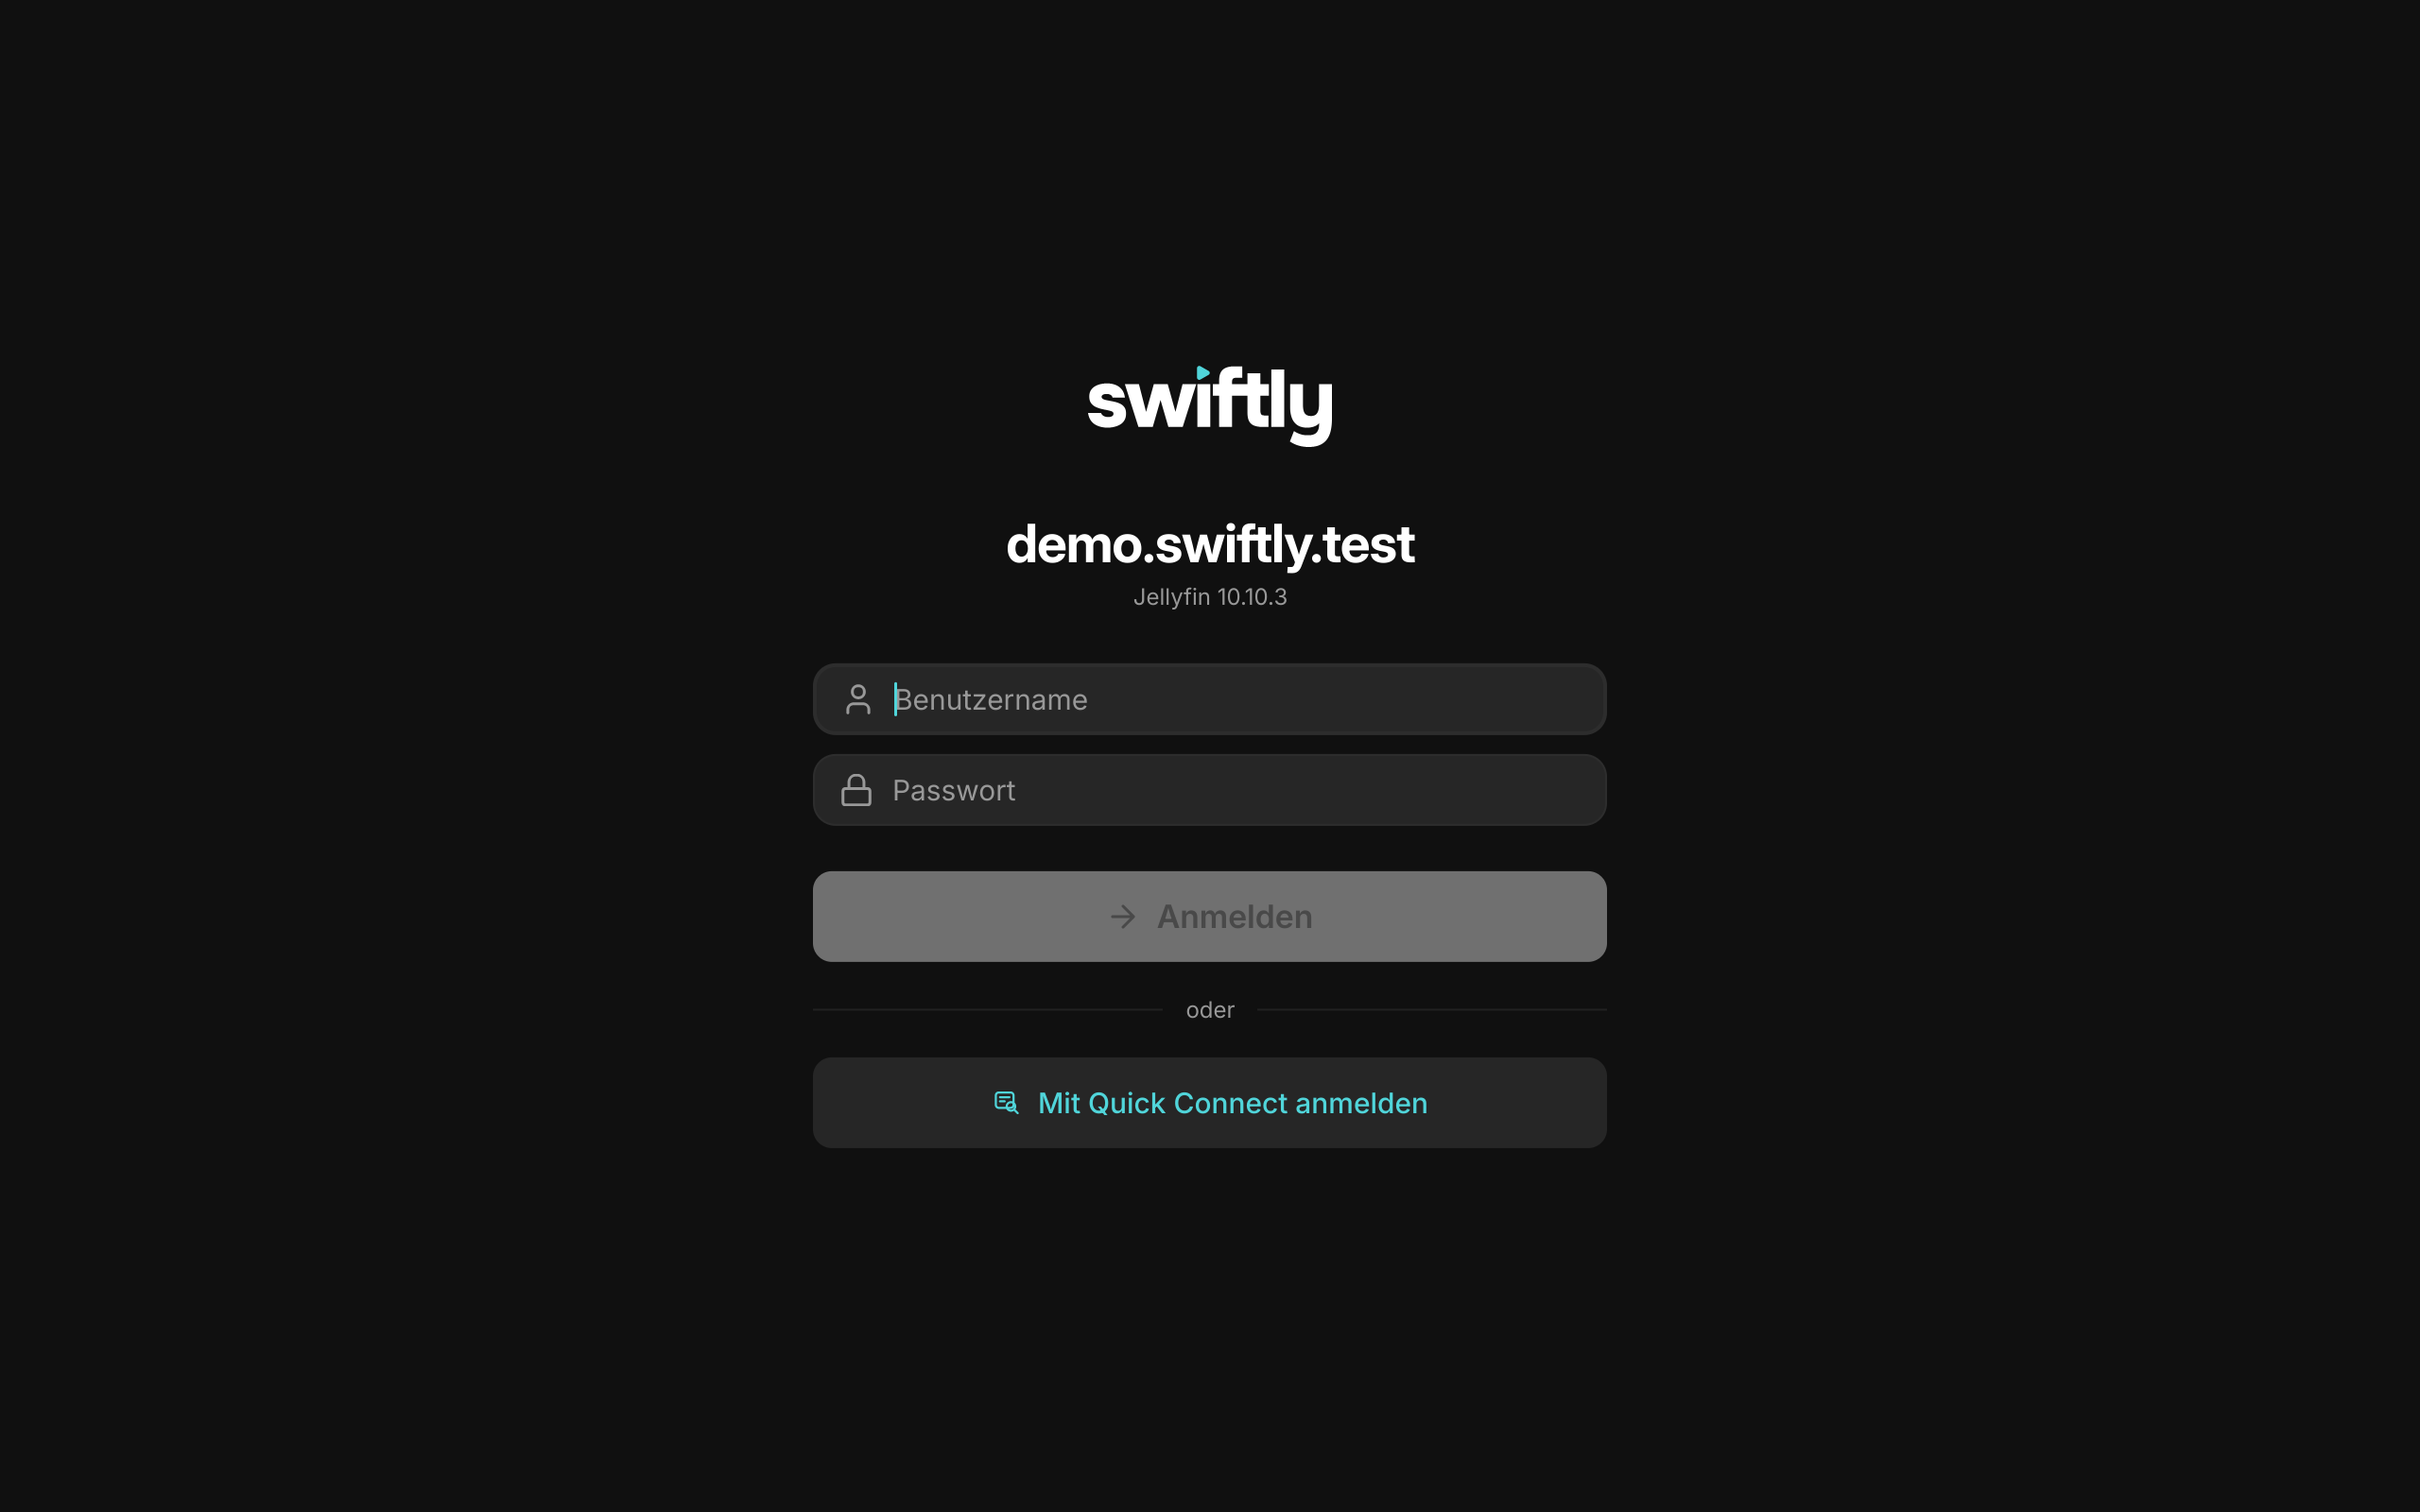 swiftly
demo.swiftly.test
Jellyfin 10.10.3
Benutzername
Passwort
Anmelden
oder
Mit Quick Connect anmelden